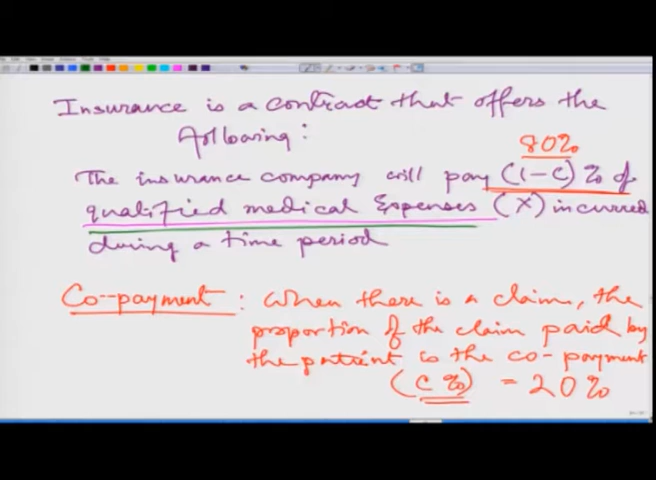 Insurance is a contract that offers the
following:
80%
The insurance company will pay (1-c)% of
qualified medical Expenses (X) incurred
during a time period
Co-payment: When there is a claim, the
proportion of the claim paid by
the patient is the co-payment
(c%) = 20%